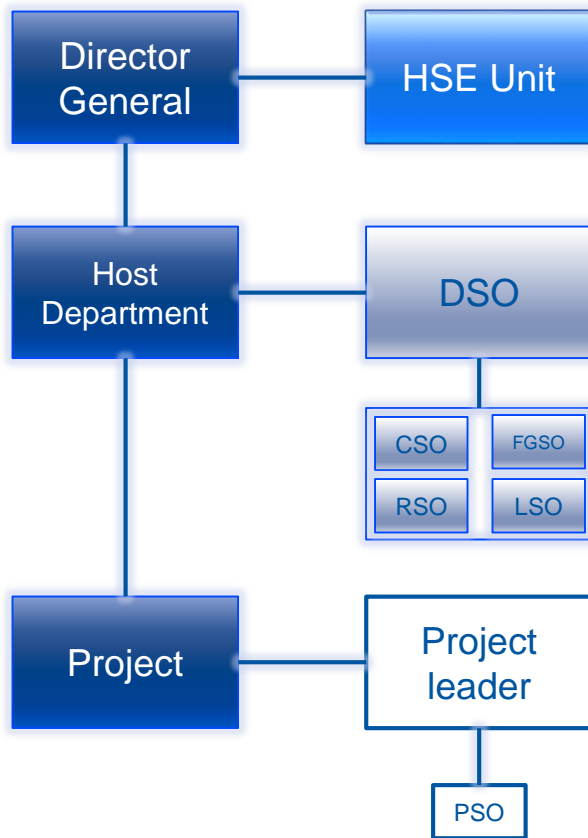 Director
General
HSE Unit
Host
Department
DSO
CSO
FGSO
RSO
LSO
Project
Project
leader
PSO